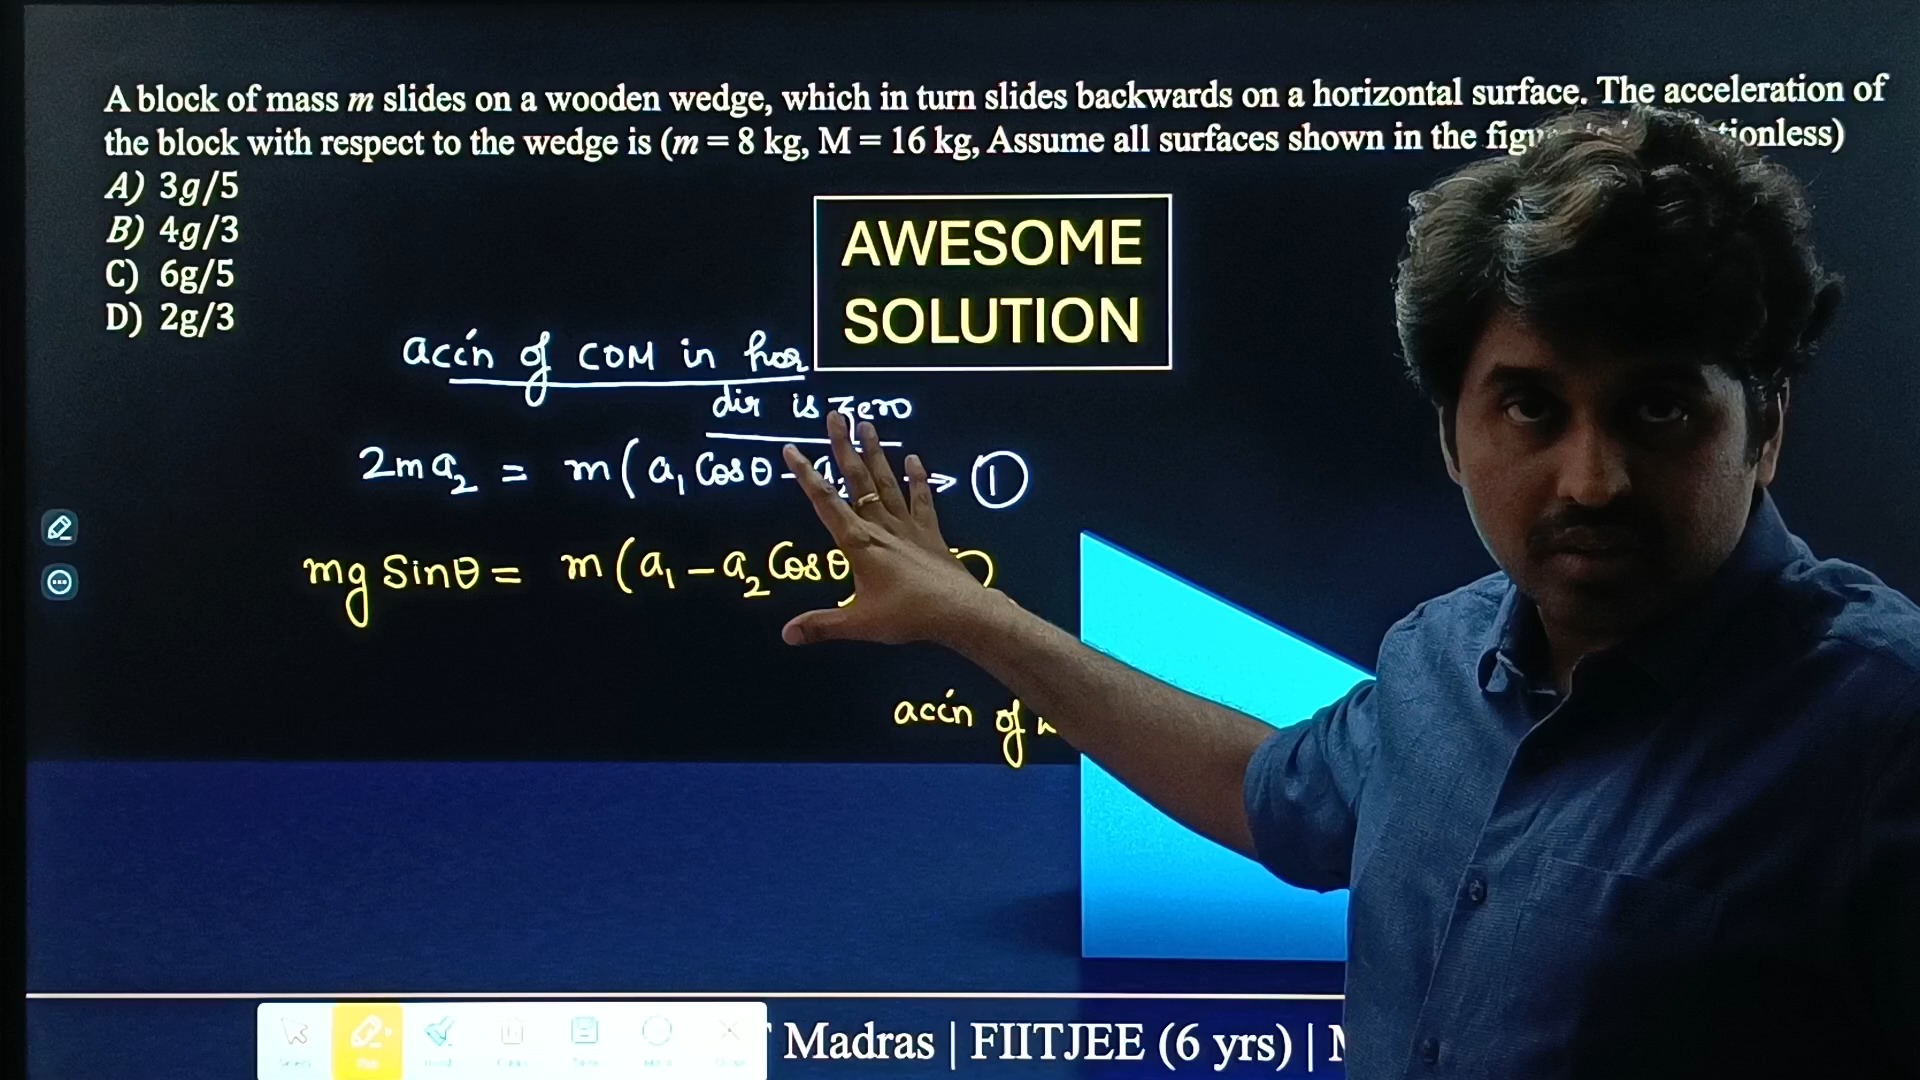 A block of mass m slides on a wooden wedge, which in turn slides backwards on a horizontal surface. The acceleration of
the block with respect to the wedge is (m = 8 kg, M = 16 kg, Assume all surfaces shown in the
A) 3g/5
B) 4g/3
C) 6g/5
D) 2g/3
AWESOME
SOLUTION
accn of COM in hor
dir is zero
2ma₂ = m(a₁ Cosθ - a₂ → ①
mg Sinθ = m(a₁ - a₂ Cosθ)
accn of
Madras | FIITJEE (6 yrs) |